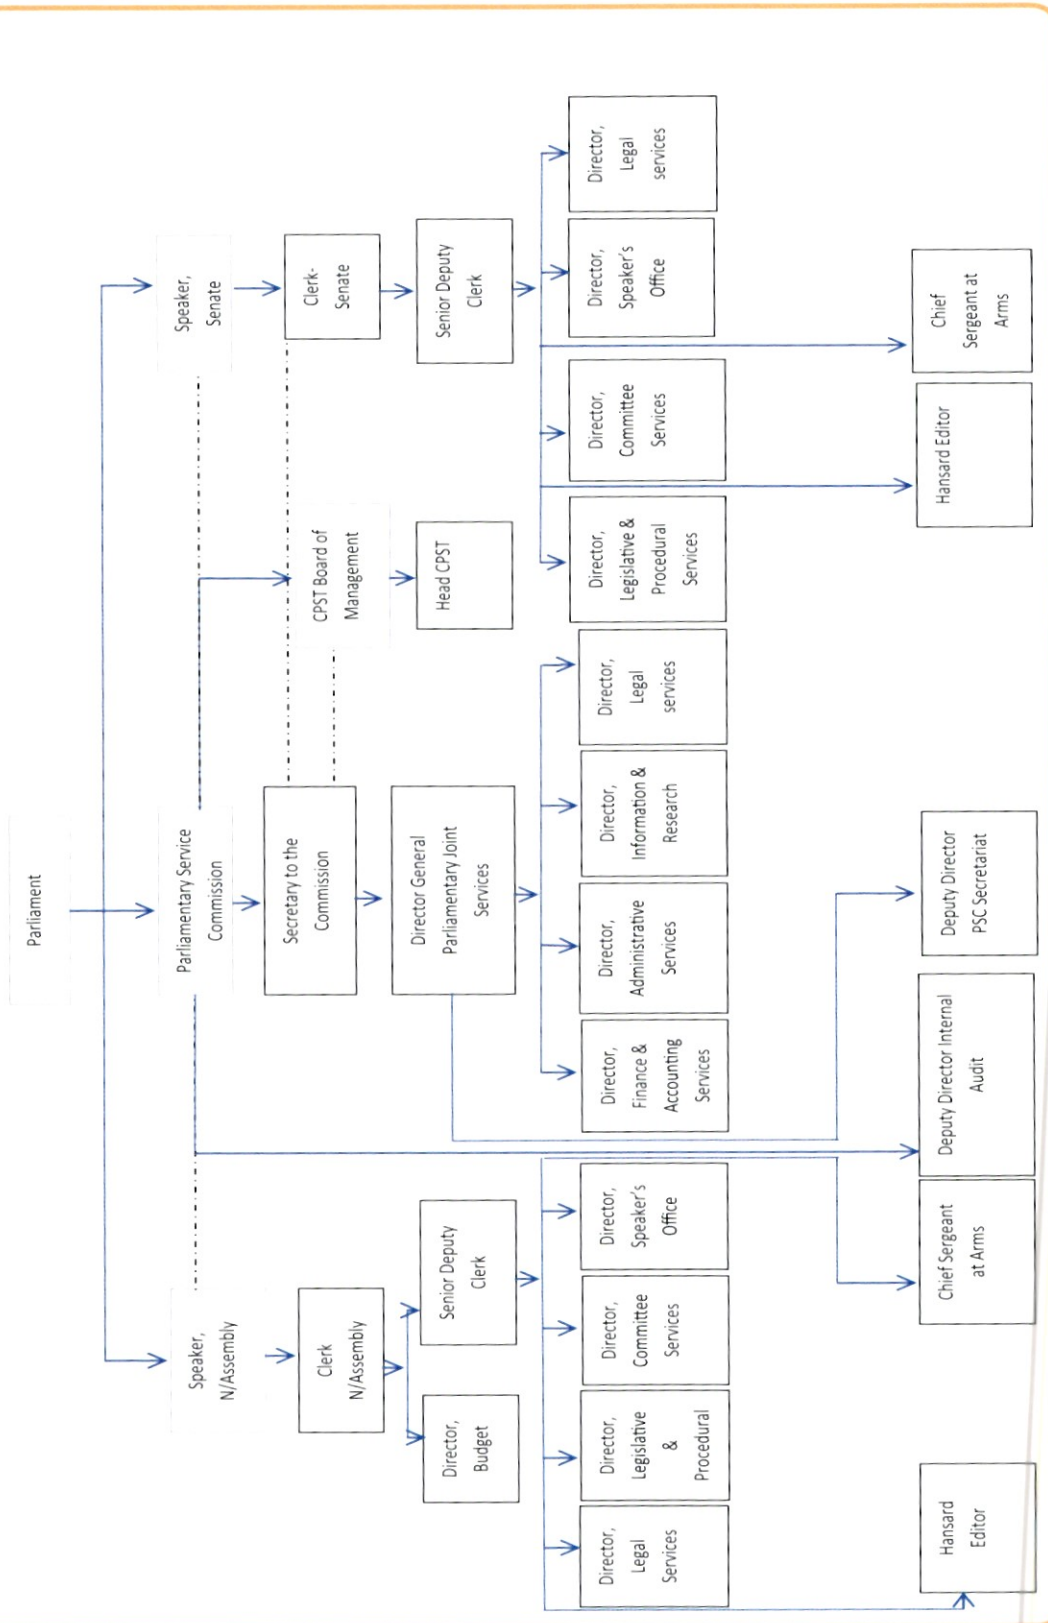 Parliament
Speaker,
N/Assembly
Parliamentary Service
Commission
Speaker,
Senate
Clerk
N/Assembly
Secretary to the
Commission
CPST Board of
Management
Clerk-
Senate
Director,
Budget
Senior Deputy
Clerk
Director General
Parliamentary Joint
Services
Head CPST
Senior Deputy
Clerk
Director,
Legal
Services
Director,
Legislative
&
Procedural
Director,
Committee
Services
Director,
Speaker's
Office
Director,
Finance &
Accounting
Services
Director,
Administrative
Services
Director,
Information &
Research
Director,
Legal
services
Director,
Legislative &
Procedural
Services
Director,
Committee
Services
Director,
Speaker's
Office
Director,
Legal
services
Hansard
Editor
Chief Sergeant
at Arms
Deputy Director Internal
Audit
Deputy Director
PSC Secretariat
Hansard Editor
Chief
Sergeant at
Arms